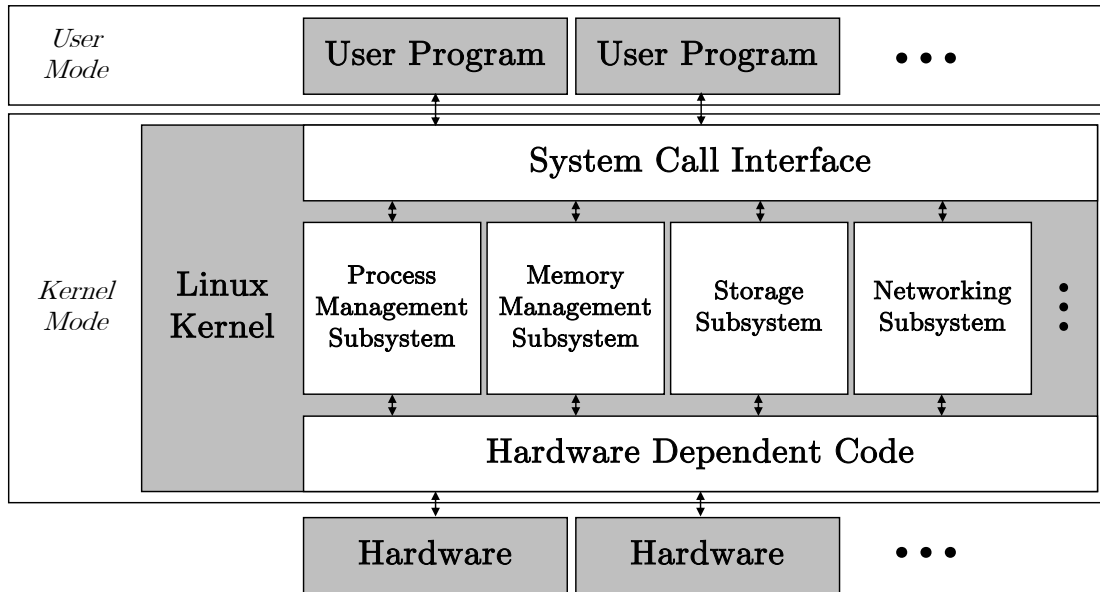 User
Mode
User Program
User Program
•••
System Call Interface
Kernel
Mode
Linux
Kernel
Process
Management
Subsystem
Memory
Management
Subsystem
Storage
Subsystem
Networking
Subsystem
Hardware Dependent Code
Hardware
Hardware
•••